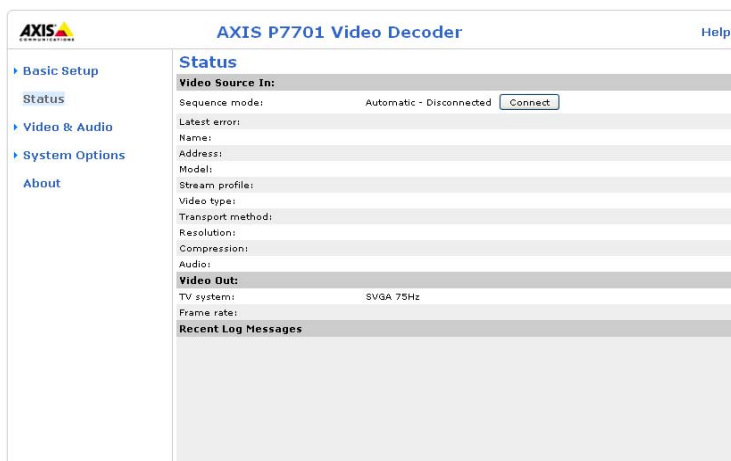 AXIS
COMMUNICATIONS
AXIS P7701 Video Decoder
Help
Basic Setup
Status
Video & Audio
System Options
About
Status
Video Source In:
Sequence mode: Automatic - Disconnected Connect
Latest error:
Name:
Address:
Model:
Stream profile:
Video type:
Transport method:
Resolution:
Compression:
Audio:
Video Out:
TV system: SVGA 75Hz
Frame rate:
Recent Log Messages